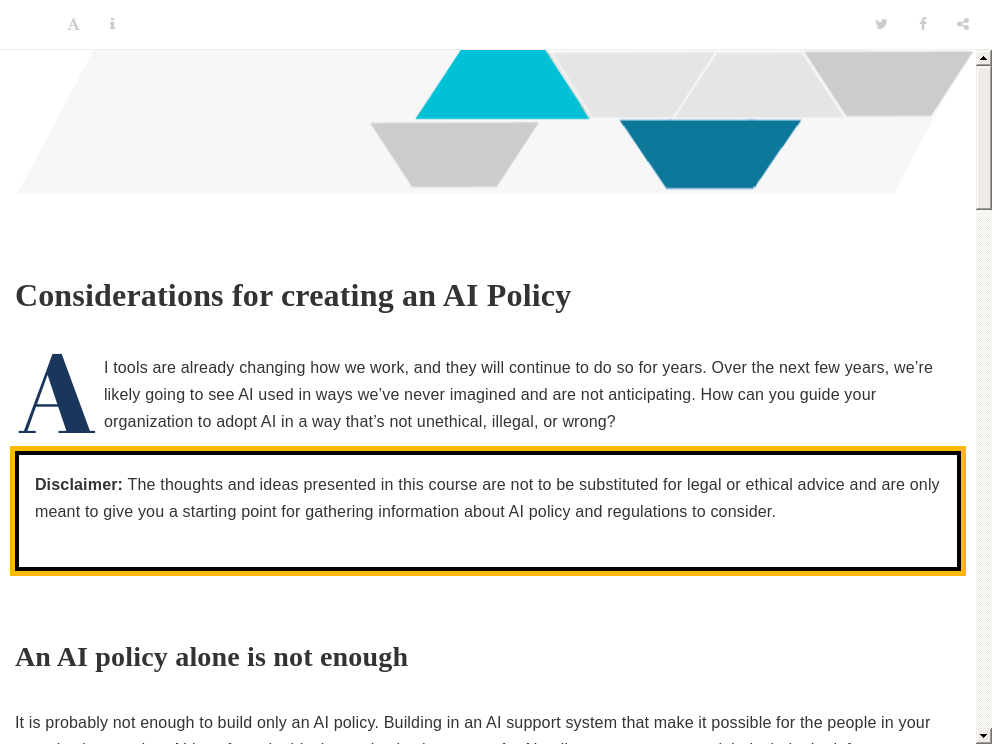 Considerations for creating an AI Policy
AI tools are already changing how we work, and they will continue to do so for years. Over the next few years, we’re
likely going to see AI used in ways we’ve never imagined and are not anticipating. How can you guide your
organization to adopt AI in a way that’s not unethical, illegal, or wrong?
Disclaimer: The thoughts and ideas presented in this course are not to be substituted for legal or ethical advice and are only
meant to give you a starting point for gathering information about AI policy and regulations to consider.
An AI policy alone is not enough
It is probably not enough to build only an AI policy. Building in an AI support system that make it possible for the people in your